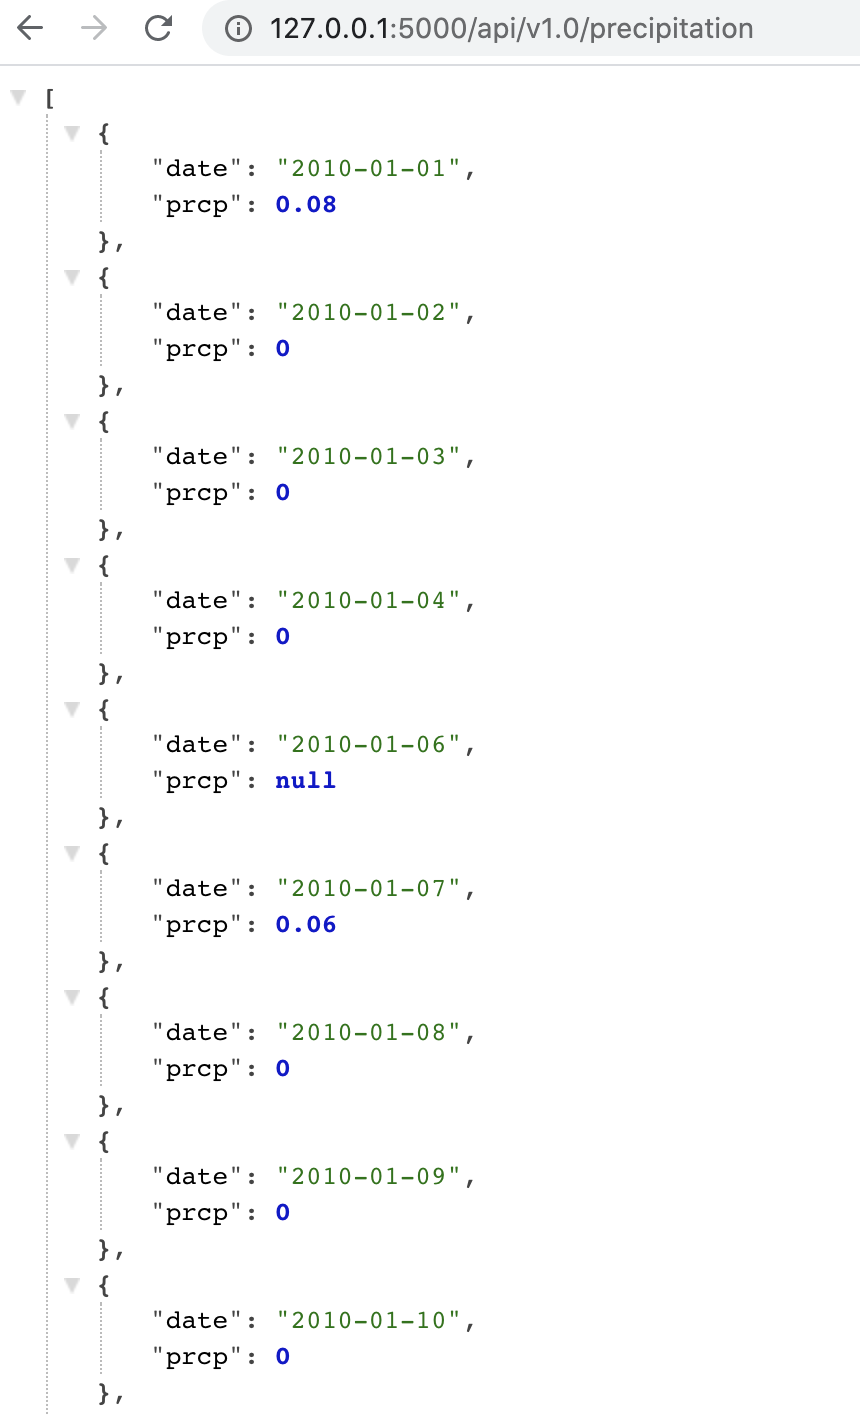 127.0.0.1:5000/api/v1.0/precipitation
[
{
"date": "2010-01-01",
"prcp": 0.08
},
{
"date": "2010-01-02",
"prcp": 0
},
{
"date": "2010-01-03",
"prcp": 0
},
{
"date": "2010-01-04",
"prcp": 0
},
{
"date": "2010-01-06",
"prcp": null
},
{
"date": "2010-01-07",
"prcp": 0.06
},
{
"date": "2010-01-08",
"prcp": 0
},
{
"date": "2010-01-09",
"prcp": 0
},
{
"date": "2010-01-10",
"prcp": 0
},